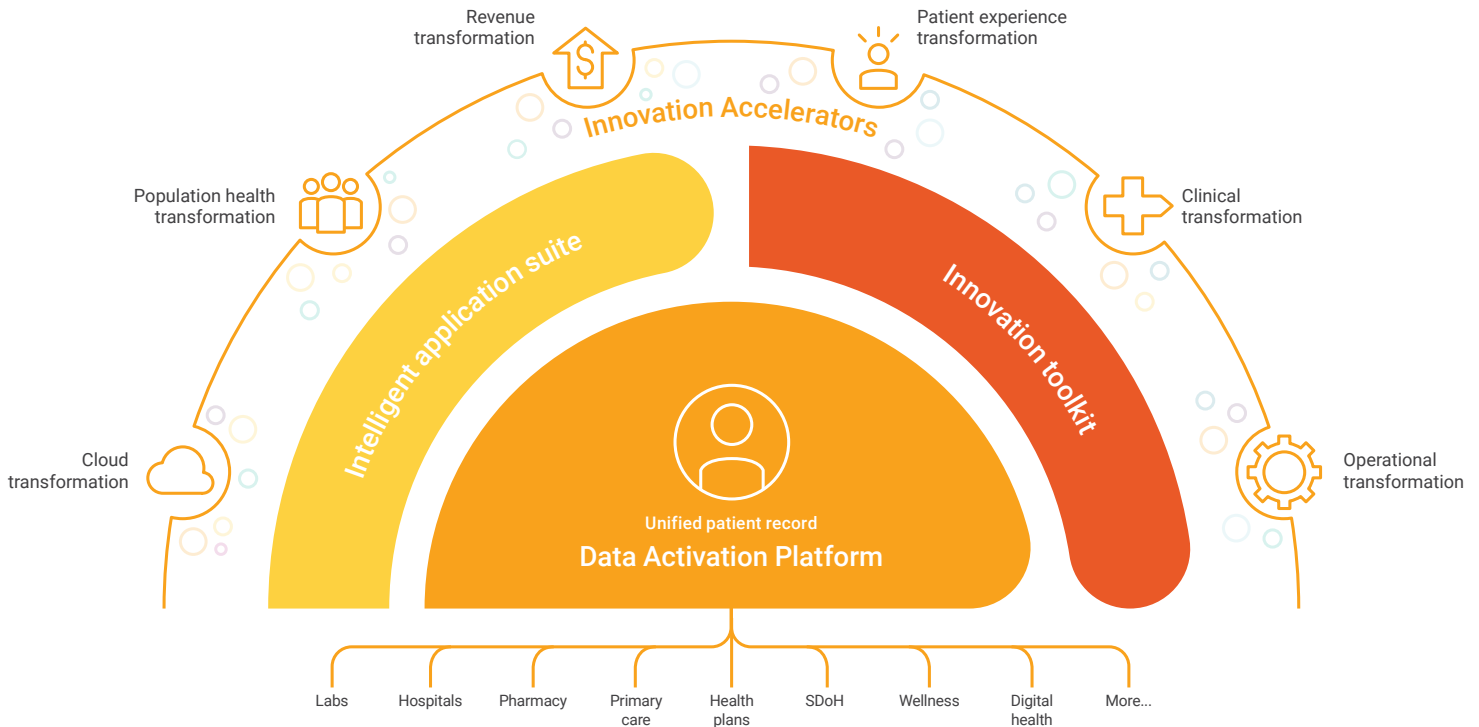 Revenue
transformation
Patient experience
transformation
Innovation Accelerators
Population health
transformation
Clinical
transformation
Intelligent application suite
Innovation toolkit
Cloud
transformation
Operational
transformation
$
Unified patient record
Data Activation Platform
Labs
Hospitals
Pharmacy
Primary
care
Health
plans
SDoH
Wellness
Digital
health
More...